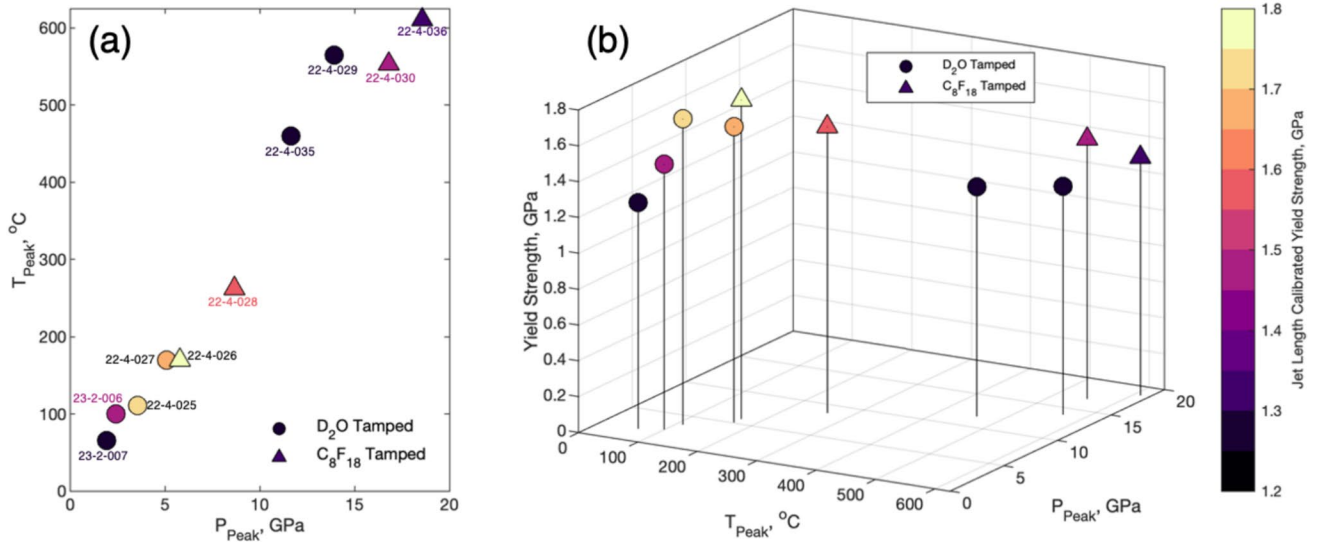 (a)
600
500
400
300
200
100
0
T_Peak, °C
22-4-036
22-4-029
22-4-030
22-4-035
22-4-028
22-4-027
22-4-026
23-2-006
22-4-025
23-2-007
D₂O Tamped
C₈F₁₈ Tamped
0 5 10 15 20
P_Peak, GPa
(b)
D₂O Tamped
C₈F₁₈ Tamped
1.8
1.6
1.4
1.2
1
0.8
0.6
0.4
0.2
0
Yield Strength, GPa
0 100 200 300 400 500 600
T_Peak, °C
0 5 10 15 20
P_Peak, GPa
1.8
1.7
1.6
1.5
1.4
1.3
1.2
Jet Length Calibrated Yield Strength, GPa